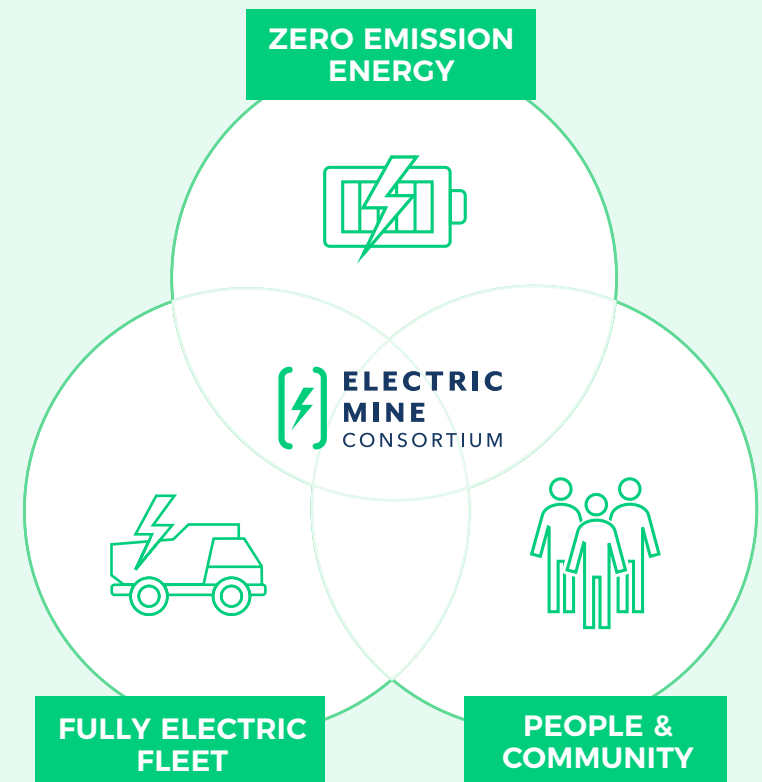 ZERO EMISSION
ENERGY
ELECTRIC
MINE
CONSORTIUM
FULLY ELECTRIC
FLEET
PEOPLE &
COMMUNITY